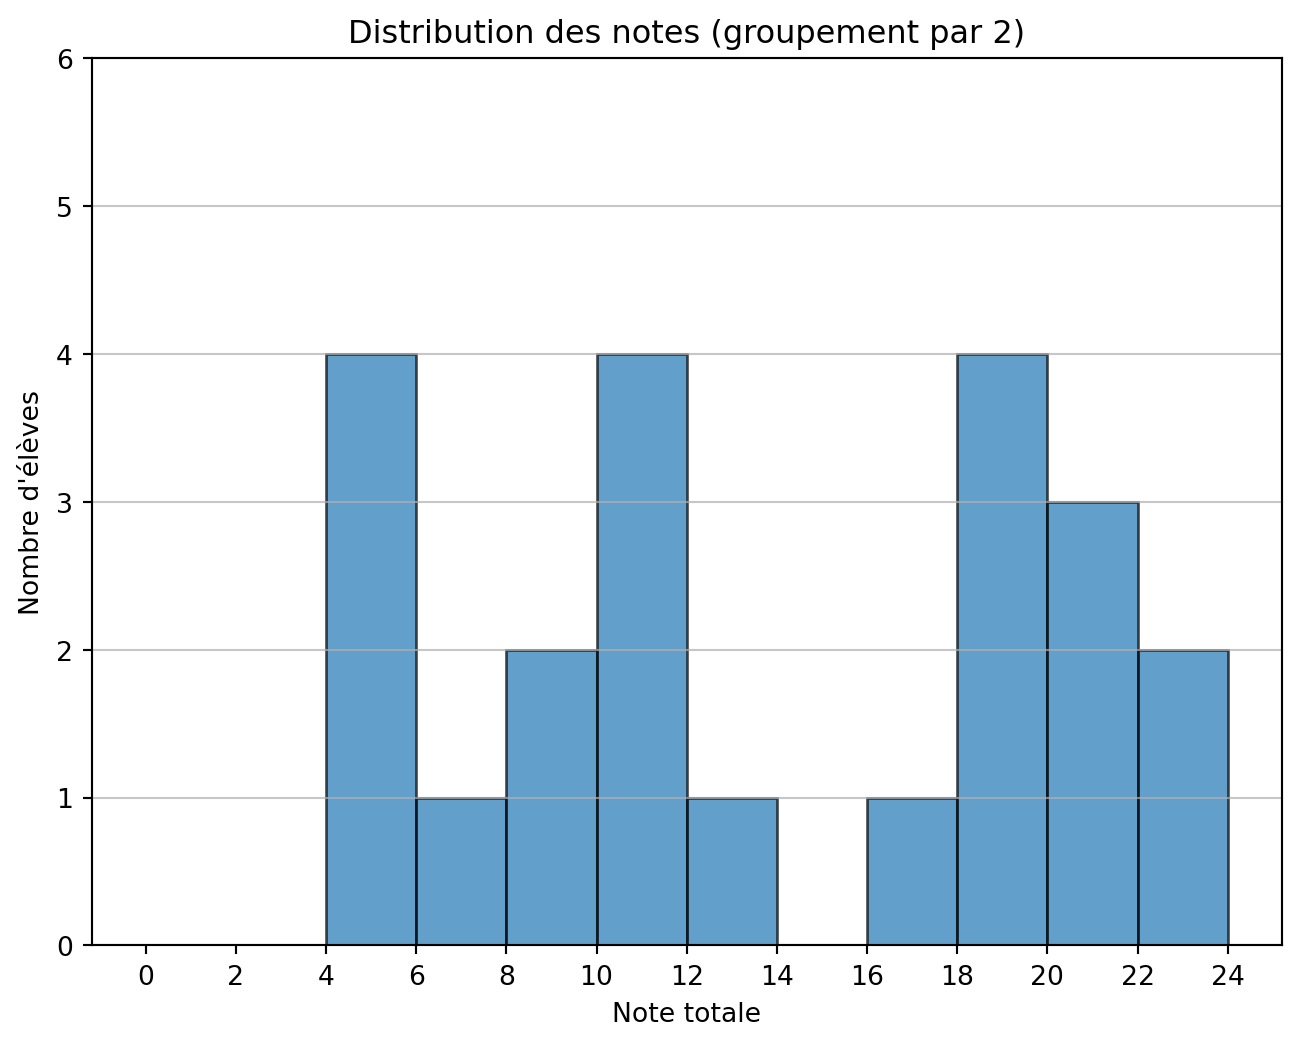 Distribution des notes (groupement par 2)
6
5
4
3
2
1
0
Nombre d'élèves
0 2 4 6 8 10 12 14 16 18 20 22 24
Note totale